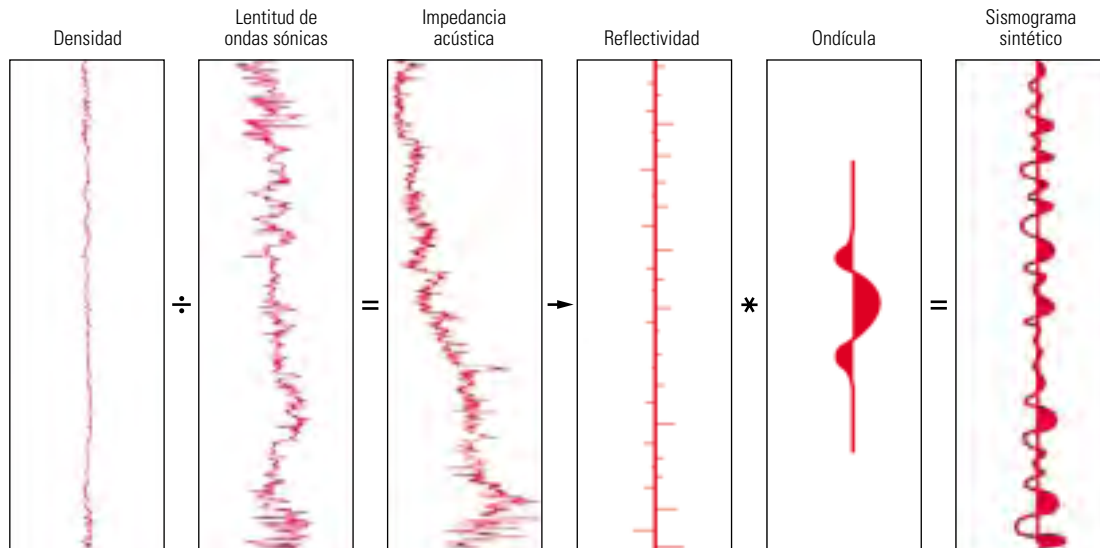 Densidad
Lentitud de
ondas sónicas
Impedancia
acústica
Reflectividad
Ondícula
Sismograma
sintético
÷
=
→
*
=